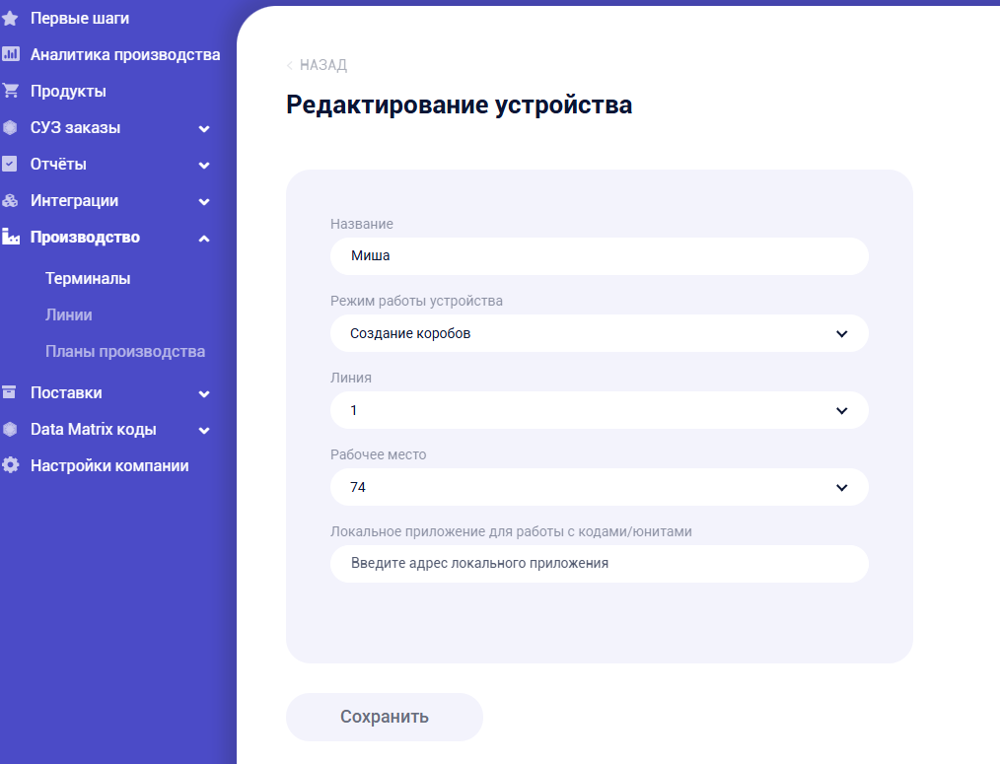 Первые шаги
Аналитика производства
Продукты
СУЗ заказы
Отчёты
Интеграции
Производство
Терминалы
Линии
Планы производства
Поставки
Data Matrix коды
Настройки компании
НАЗАД
Редактирование устройства
Название
Миша
Режим работы устройства
Создание коробов
Линия
1
Рабочее место
74
Локальное приложение для работы с кодами/юнитами
Введите адрес локального приложения
Сохранить